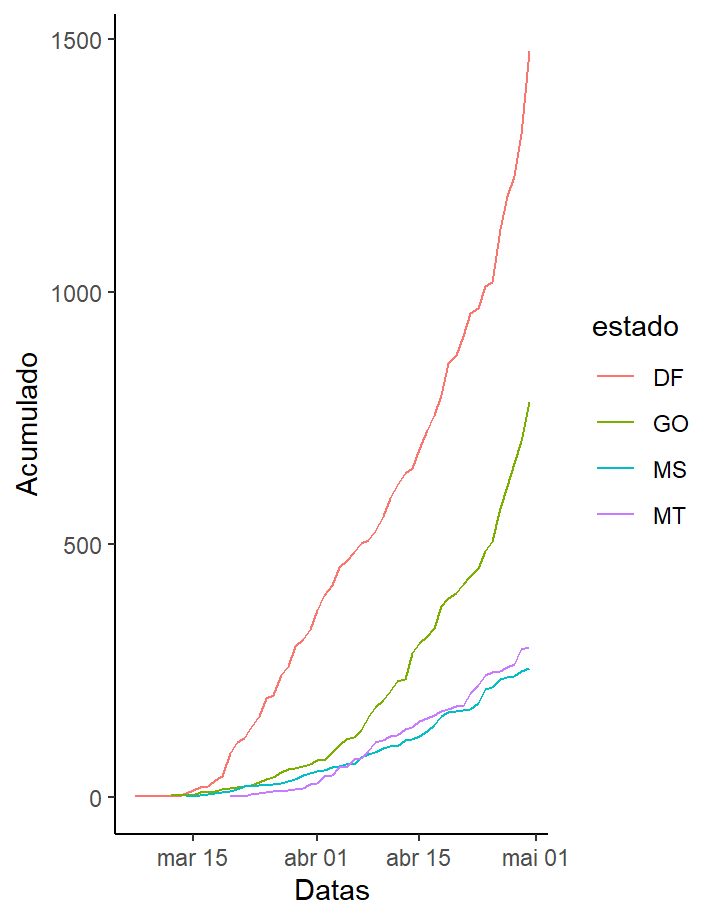 1500
1000
500
0
Acumulado
mar 15
abr 01
abr 15
mai 01
Datas
estado
DF
GO
MS
MT